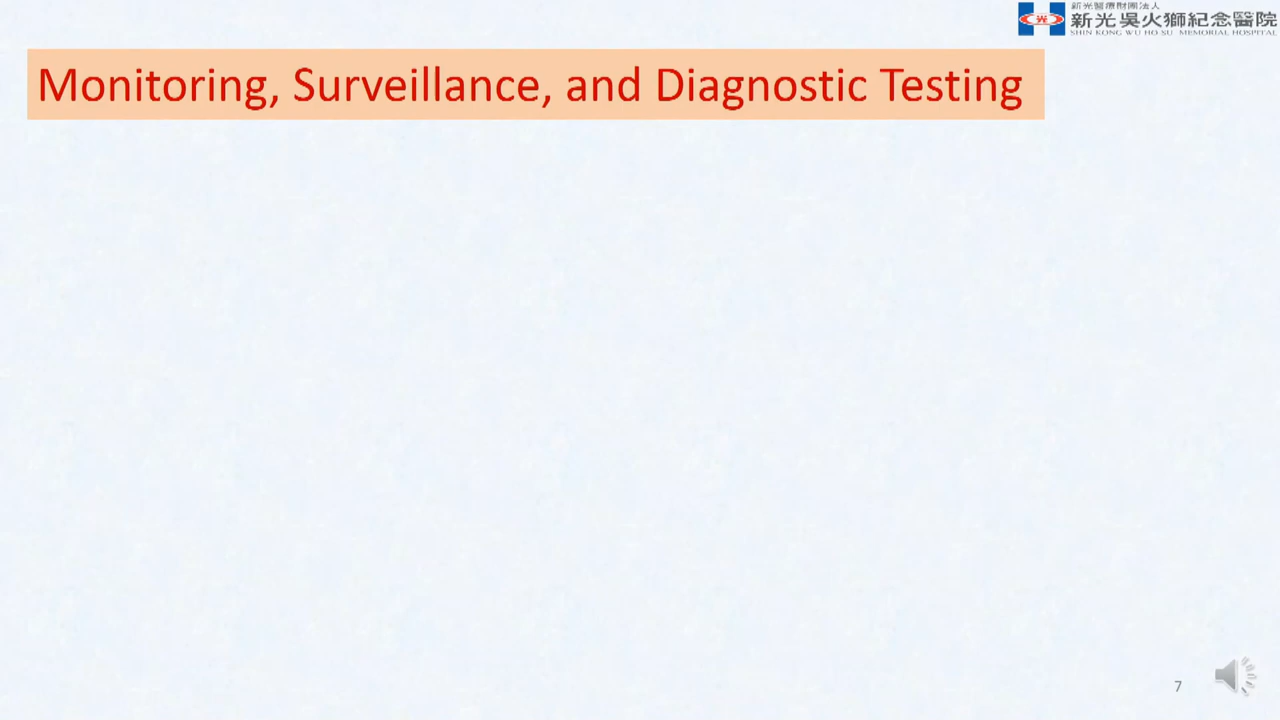 新光醫療財團法人
新光吳火獅紀念醫院
SHIN KONG WU HO SU MEMORIAL HOSPITAL
Monitoring, Surveillance, and Diagnostic Testing
7